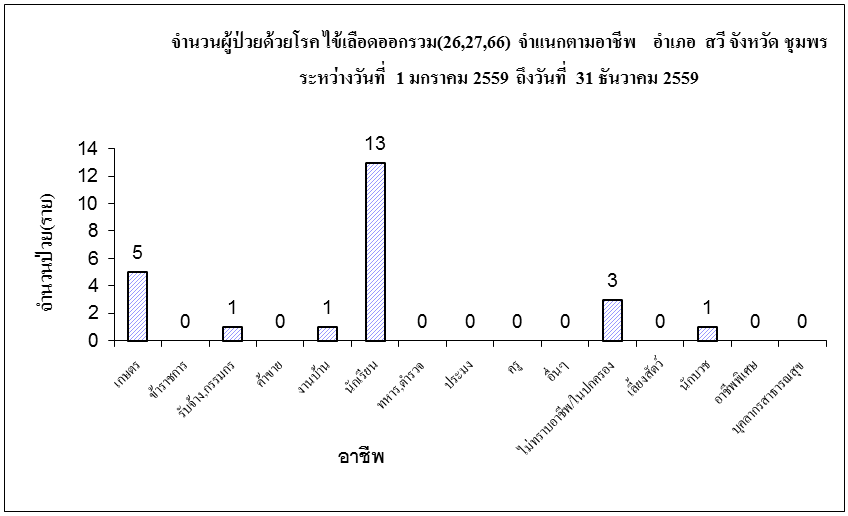 จำนวนผู้ป่วยด้วยโรค ไข้เลือดออกรวม(26,27,66) จำแนกตามอาชีพ อำเภอ สวี จังหวัด ชุมพร
ระหว่างวันที่ 1 มกราคม 2559 ถึงวันที่ 31 ธันวาคม 2559
จำนวนป่วย(ราย)
14
12
10
8
6
4
2
0
5
0
1
0
1
13
0
0
0
0
3
0
1
0
0
เกษตร
ข้าราชการ
รับจ้าง,กรรมกร
ค้าขาย
งานบ้าน
นักเรียน
ทหาร,ตำรวจ
ประมง
ครู
อื่นๆ
ไม่ทราบอาชีพ/ในปกครอง
เลี้ยงสัตว์
นักบวช
อาชีพพิเศษ
บุคลากรสาธารณสุข
อาชีพ